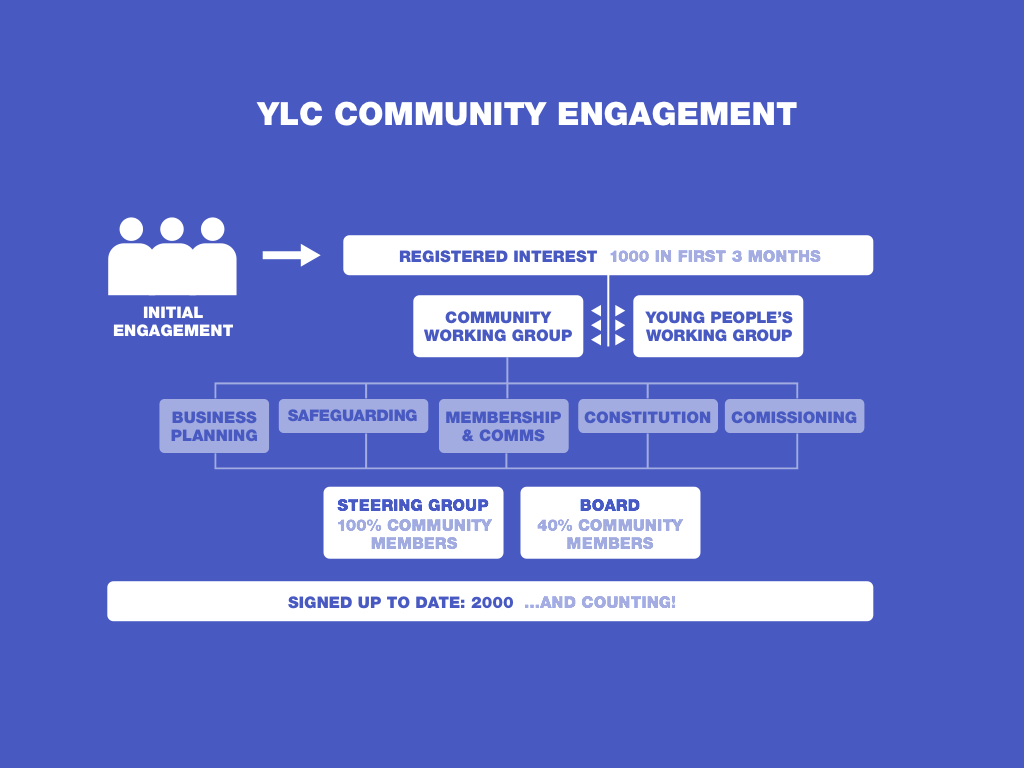 YLC COMMUNITY ENGAGEMENT
INITIAL
ENGAGEMENT
REGISTERED INTEREST 1000 IN FIRST 3 MONTHS
COMMUNITY
WORKING GROUP
YOUNG PEOPLE’S
WORKING GROUP
BUSINESS
PLANNING
SAFEGUARDING
MEMBERSHIP
& COMMS
CONSTITUTION
COMISSIONING
STEERING GROUP
100% COMMUNITY
MEMBERS
BOARD
40% COMMUNITY
MEMBERS
SIGNED UP TO DATE: 2000 ...AND COUNTING!